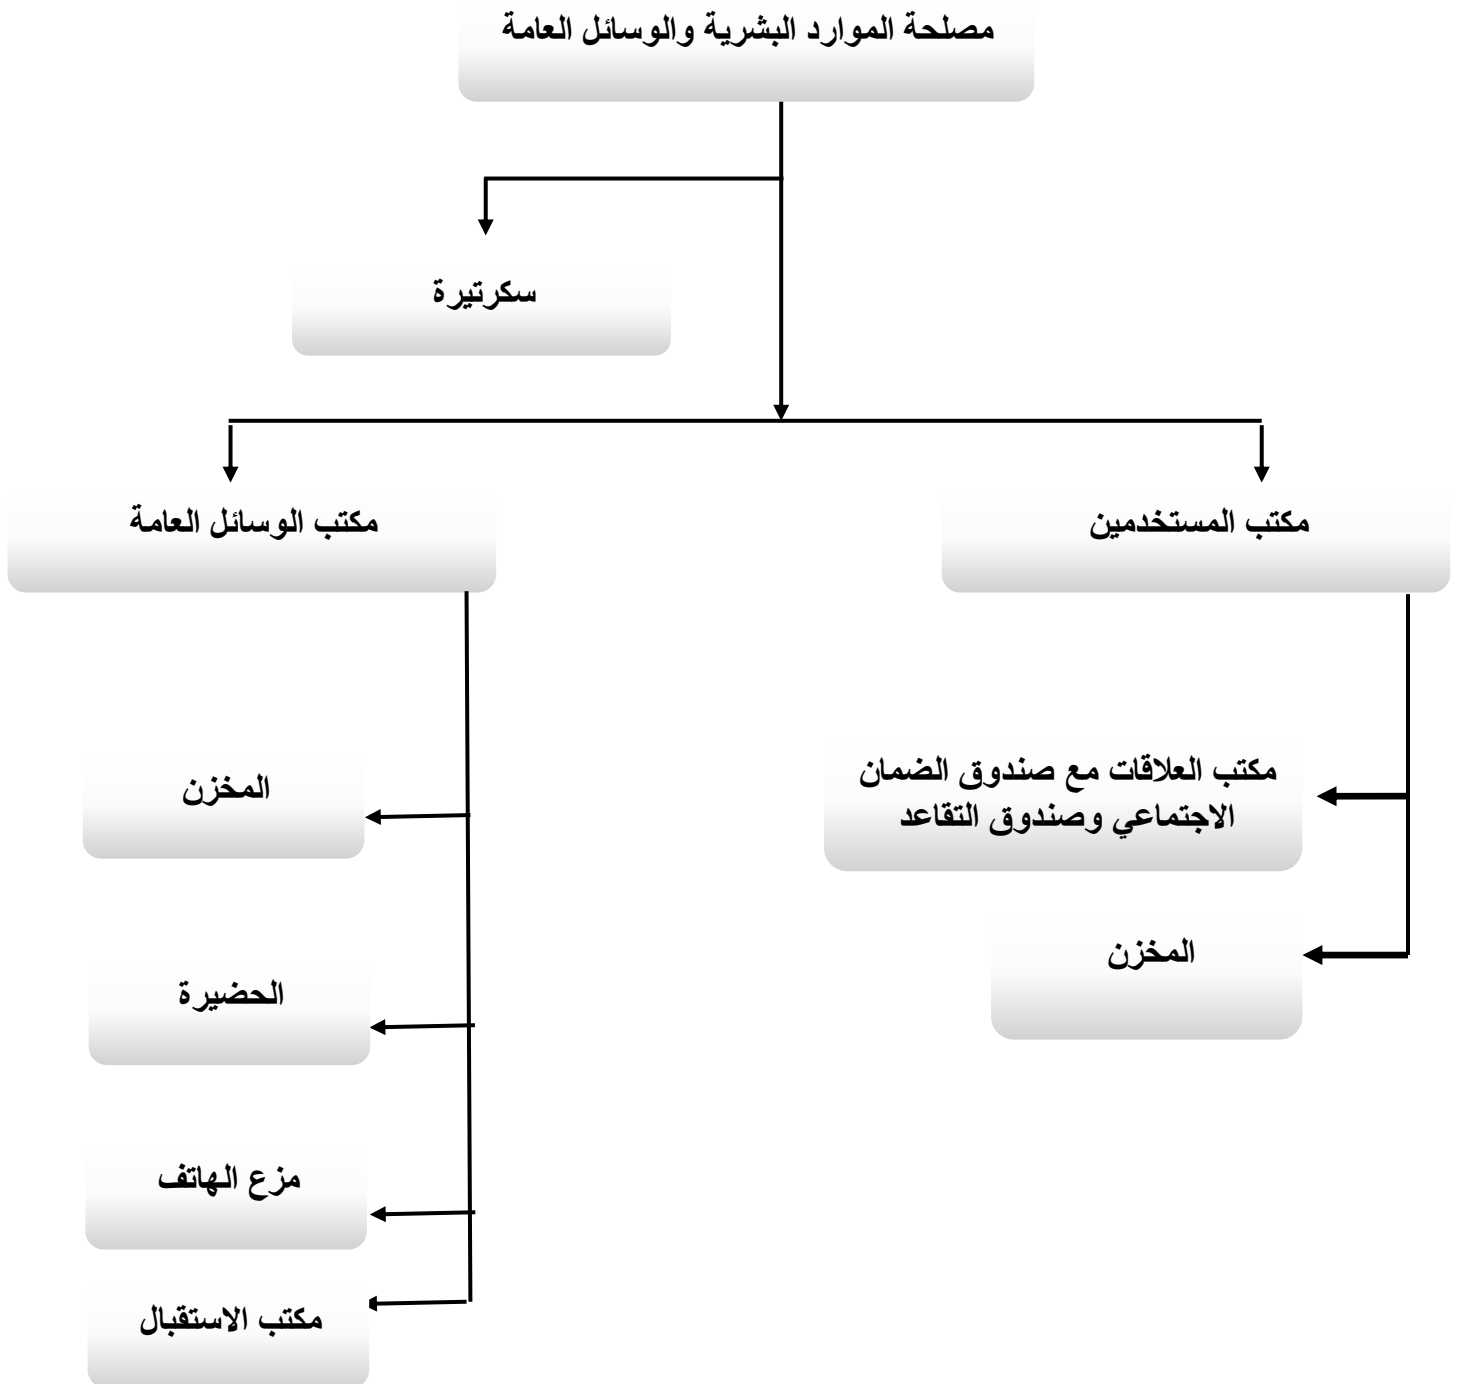 مصلحة الموارد البشرية والوسائل العامة
سكرتيرة
مكتب المستخدمين
مكتب الوسائل العامة
مكتب العلاقات مع صندوق الضمان
الاجتماعي وصندوق التقاعد
المخزن
المخزن
الحضيرة
مزع الهاتف
مكتب الاستقبال